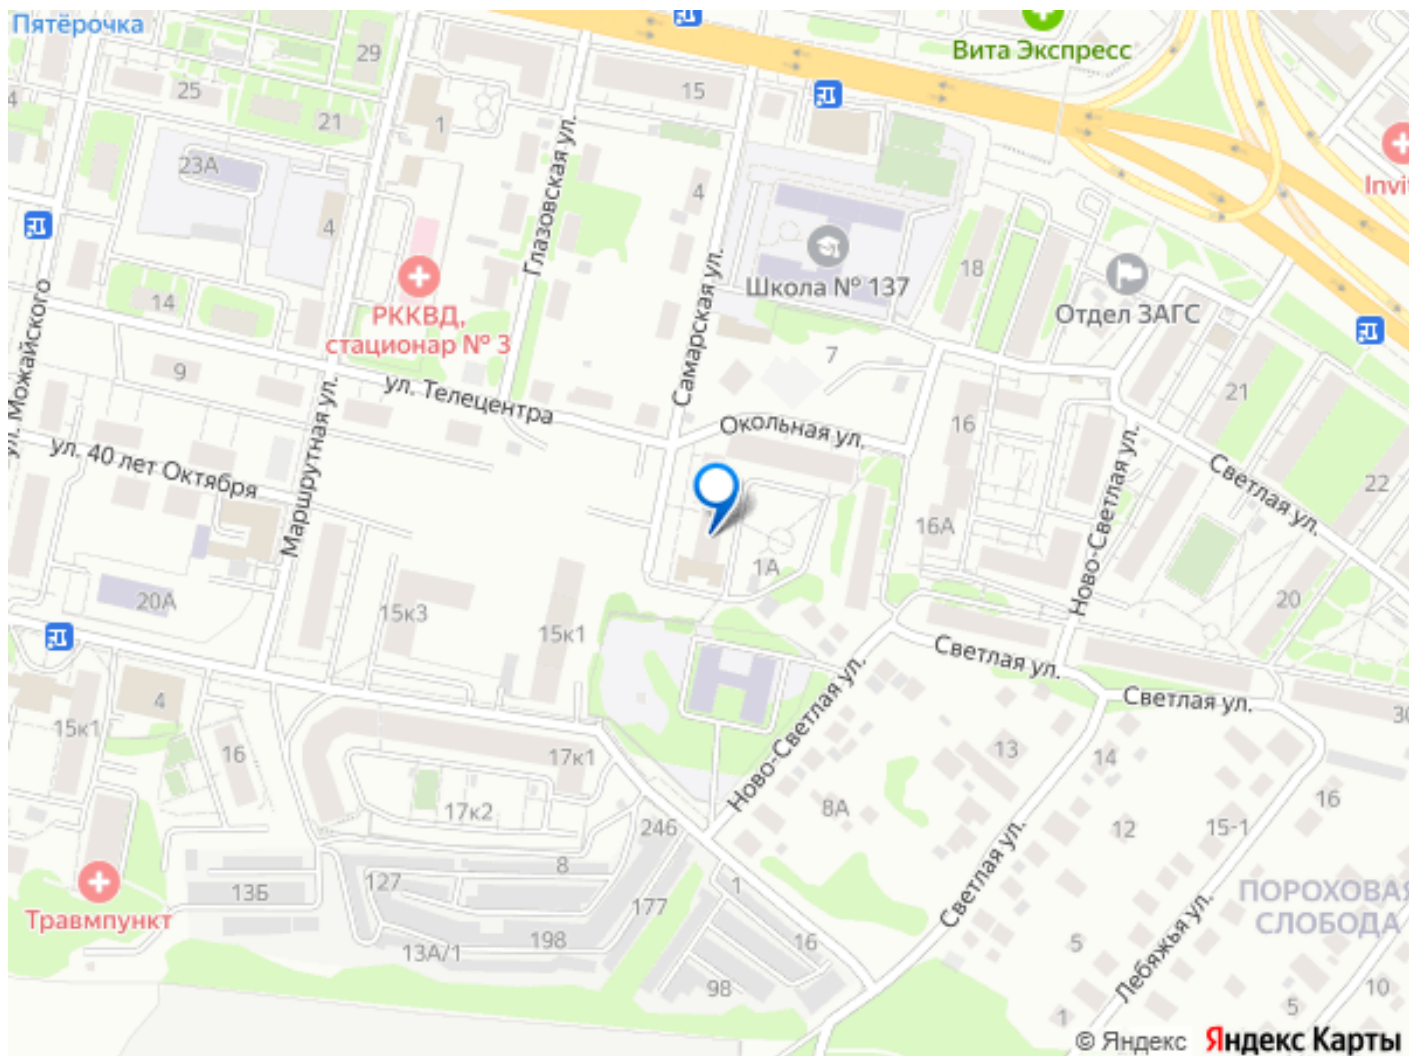 Пятёрочка
Вита Экспресс
29
25
15
21
1
23А
4
4
Invi
Глазовская ул.
Самарская ул.
Школа № 137
18
Отдел ЗАГС
14
РККВД,
стационар № 3
7
9
ул. Телецентра
ул. Можайского
Маршрутная ул.
ул. 40 лет Октября
Окольная ул.
16
21
22
Светлая ул.
Ново-Светлая ул.
16А
1А
20А
15к3
15к1
20
Светлая ул.
Светлая ул.
30
15к1
4
16
17к1
Ново-Светлая ул.
13
14
8А
17к2
246
12
15-1
16
8
127
13Б
177
1
Травмпункт
198
13А/1
16
98
Светлая ул.
5
Лебяжья ул.
ПОРОХОВАЯ
СЛОБОДА
10
5
1
© Яндекс Яндекс Карты